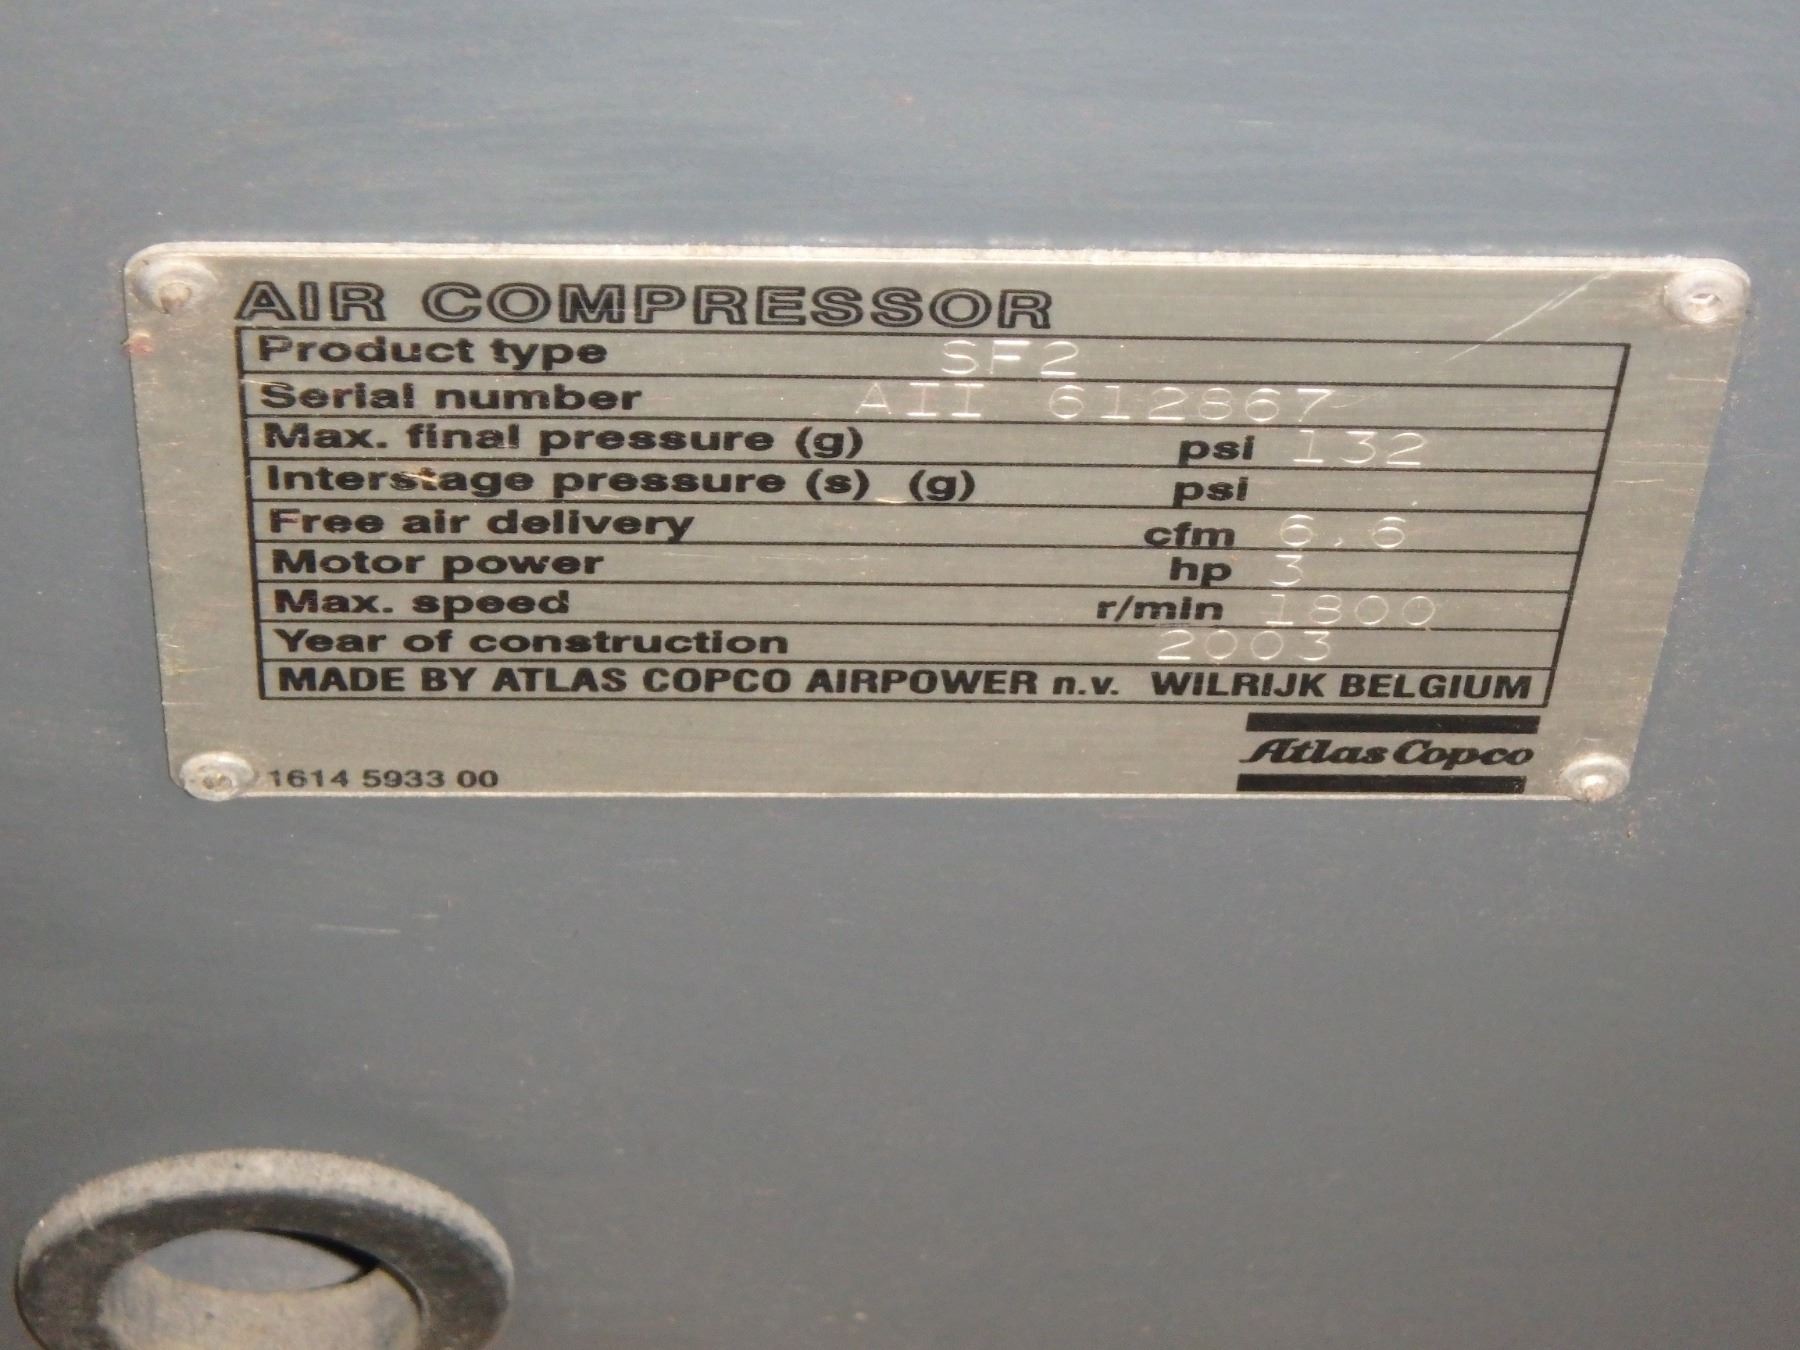 AIR COMPRESSOR
Product type SF2
Serial number AII 612867
Max. final pressure (g) psi 132
Interstage pressure (s) (g) psi
Free air delivery cfm 6.6
Motor power hp 3
Max. speed r/min 1800
Year of construction 2003
MADE BY ATLAS COPCO AIRPOWER n.v. WILRIJK BELGIUM
Atlas Copco
1614 5933 00